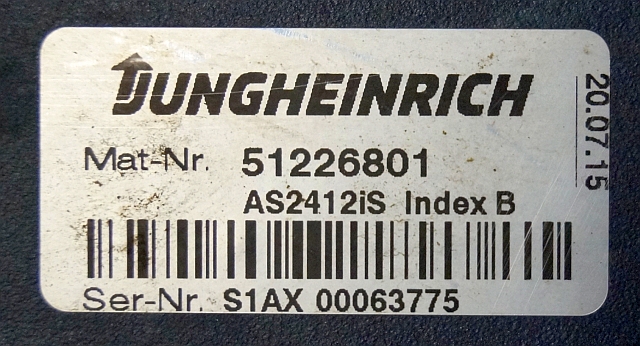 JUNGHEINRICH
Mat-Nr. 51226801
AS2412iS Index B
Ser-Nr. S1AX 00063775
20.07.15